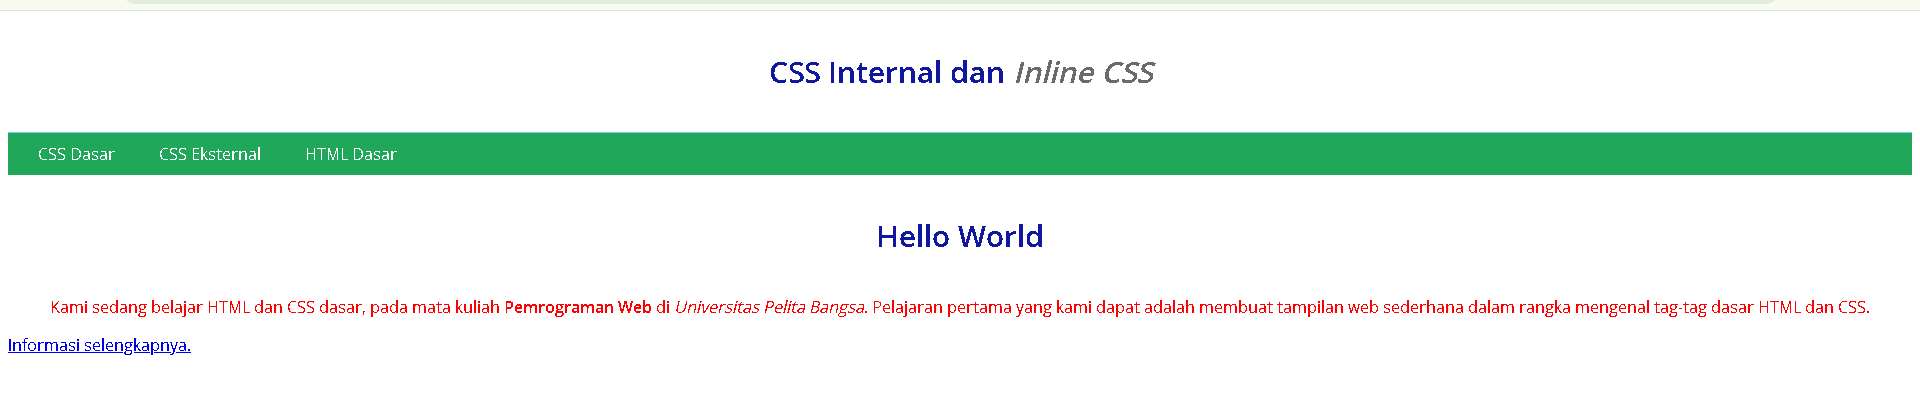 CSS Internal dan Inline CSS
CSS Dasar CSS Eksternal HTML Dasar
Hello World
Kami sedang belajar HTML dan CSS dasar, pada mata kuliah Pemrograman Web di Universitas Pelita Bangsa. Pelajaran pertama yang kami dapat adalah membuat tampilan web sederhana dalam rangka mengenal tag-tag dasar HTML dan CSS.
Informasi selengkapnya.